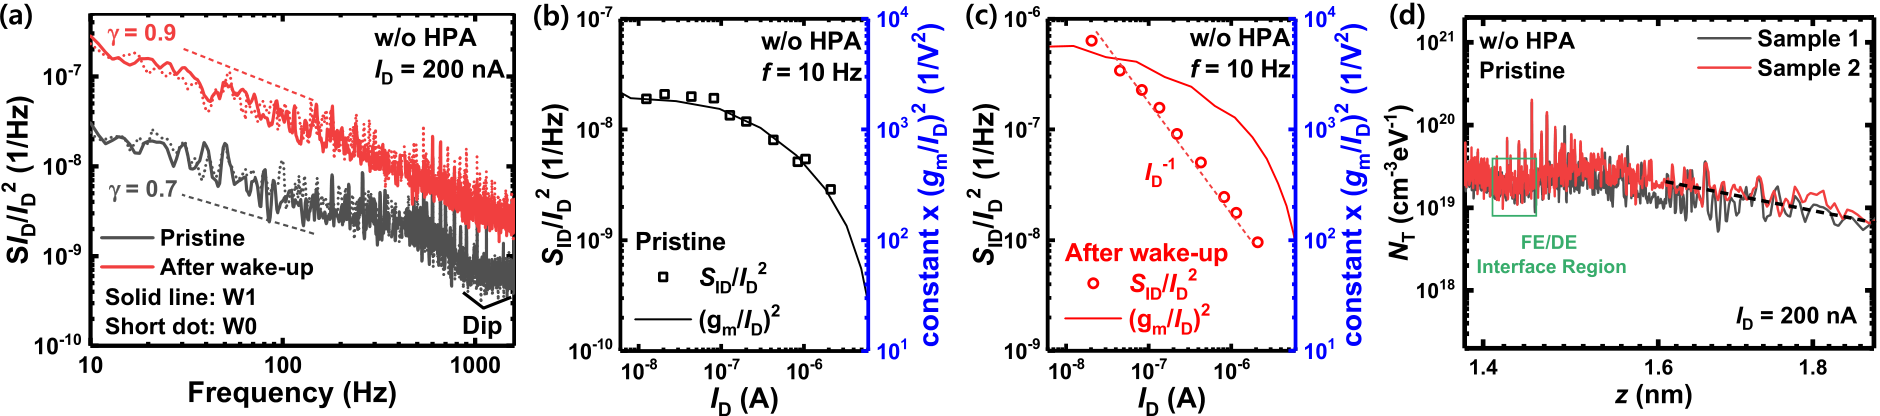 (a)
γ = 0.9
w/o HPA
I_D = 200 nA
γ = 0.7
Pristine
After wake-up
Solid line: W1
Short dot: W0
Dip
SI_D/I_D^2 (1/Hz)
10^-7
10^-8
10^-9
10^-10
10
100
1000
Frequency (Hz)
(b)
w/o HPA
f = 10 Hz
Pristine
S_ID/I_D^2
(g_m/I_D)^2
S_ID/I_D^2 (1/Hz)
10^-7
10^-8
10^-9
10^-10
10^-8
10^-7
10^-6
I_D (A)
10^4
10^3
10^2
10^1
constant x (g_m/I_D)^2 (1/V^2)
(c)
w/o HPA
f = 10 Hz
I_D^-1
After wake-up
S_ID/I_D^2
(g_m/I_D)^2
S_ID/I_D^2 (1/Hz)
10^-6
10^-7
10^-8
10^-9
10^-8
10^-7
10^-6
I_D (A)
10^4
10^3
10^2
10^1
constant x (g_m/I_D)^2 (1/V^2)
(d)
w/o HPA
Pristine
Sample 1
Sample 2
FE/DE
Interface Region
I_D = 200 nA
N_T (cm^-3eV^-1)
10^21
10^20
10^19
10^18
1.4
1.6
1.8
z (nm)